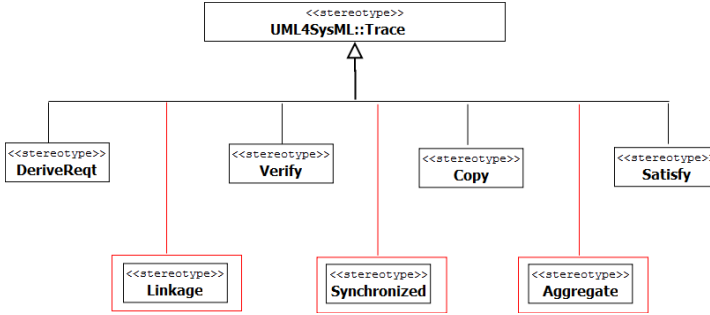 <<stereotype>>
UML4SysML::Trace
<<stereotype>>
DeriveReqt
<<stereotype>>
Verify
<<stereotype>>
Copy
<<stereotype>>
Satisfy
<<stereotype>>
Linkage
<<stereotype>>
Synchronized
<<stereotype>>
Aggregate